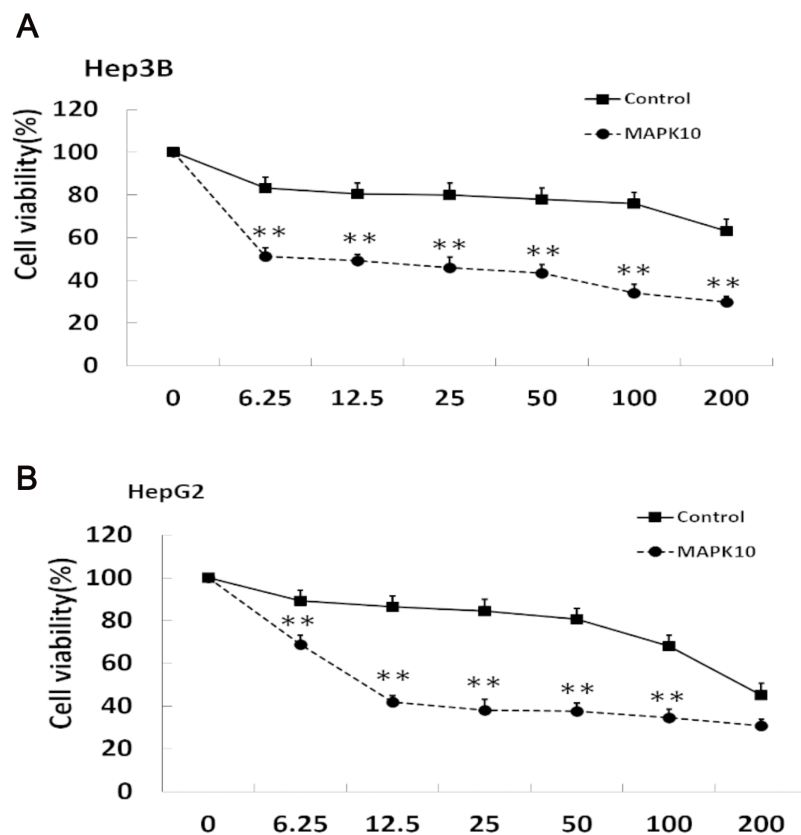 A
Hep3B
Control
MAPK10
Cell viability(%)
120
100
80
60
40
20
0
** ** ** ** ** **
0 6.25 12.5 25 50 100 200
B
HepG2
Control
MAPK10
Cell viability(%)
120
100
80
60
40
20
0
** ** ** ** **
0 6.25 12.5 25 50 100 200